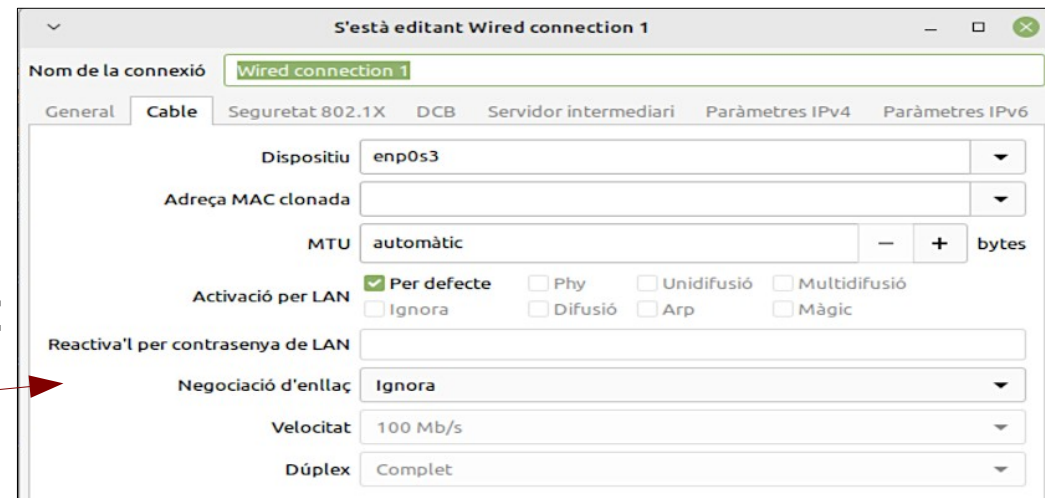 S'està editant Wired connection 1
Nom de la connexió Wired connection 1
General Cable Seguretat 802.1X DCB Servidor intermediari Paràmetres IPv4 Paràmetres IPv6
Dispositiu enp0s3
Adreça MAC clonada
MTU automàtic − + bytes
Activació per LAN Per defecte Phy Unidifusió Multidifusió
Ignora Difusió Arp Màgic
Reactiva'l per contrasenya de LAN
Negociació d'enllaç Ignora
Velocitat 100 Mb/s
Dúplex Complet